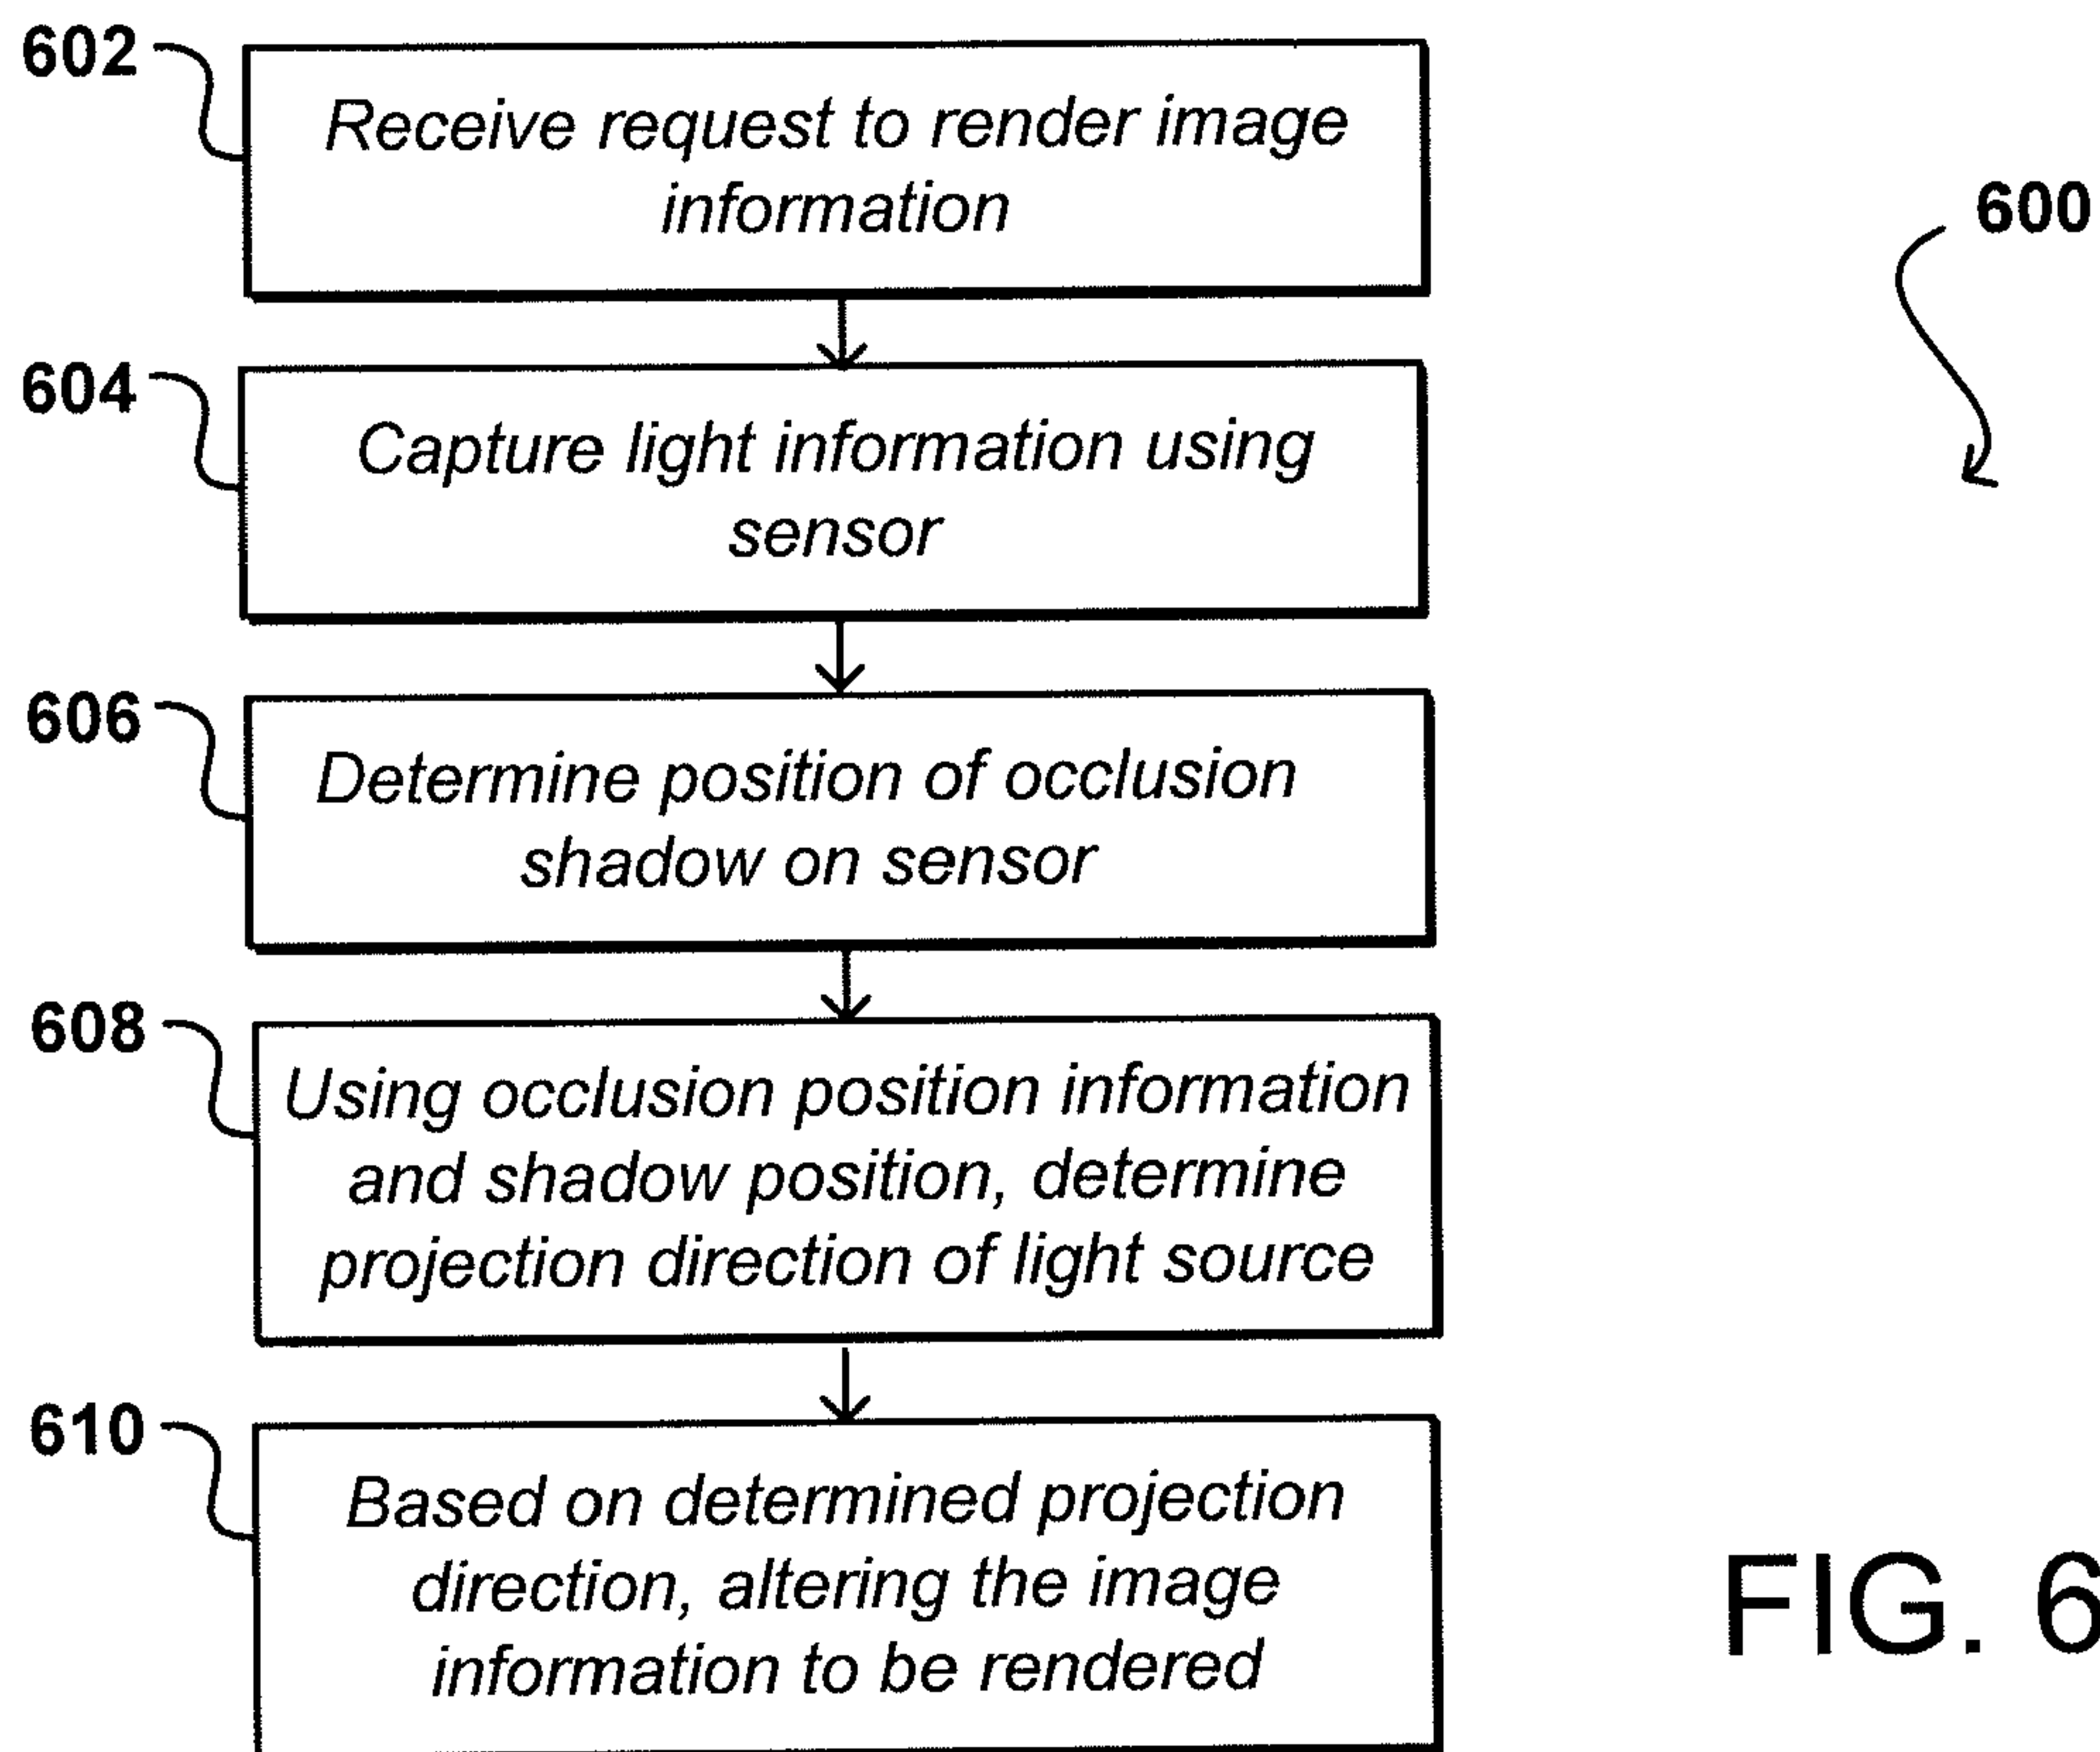 602
Receive request to render image
information
600
604
Capture light information using
sensor
606
Determine position of occlusion
shadow on sensor
608
Using occlusion position information
and shadow position, determine
projection direction of light source
610
Based on determined projection
direction, altering the image
information to be rendered
FIG. 6